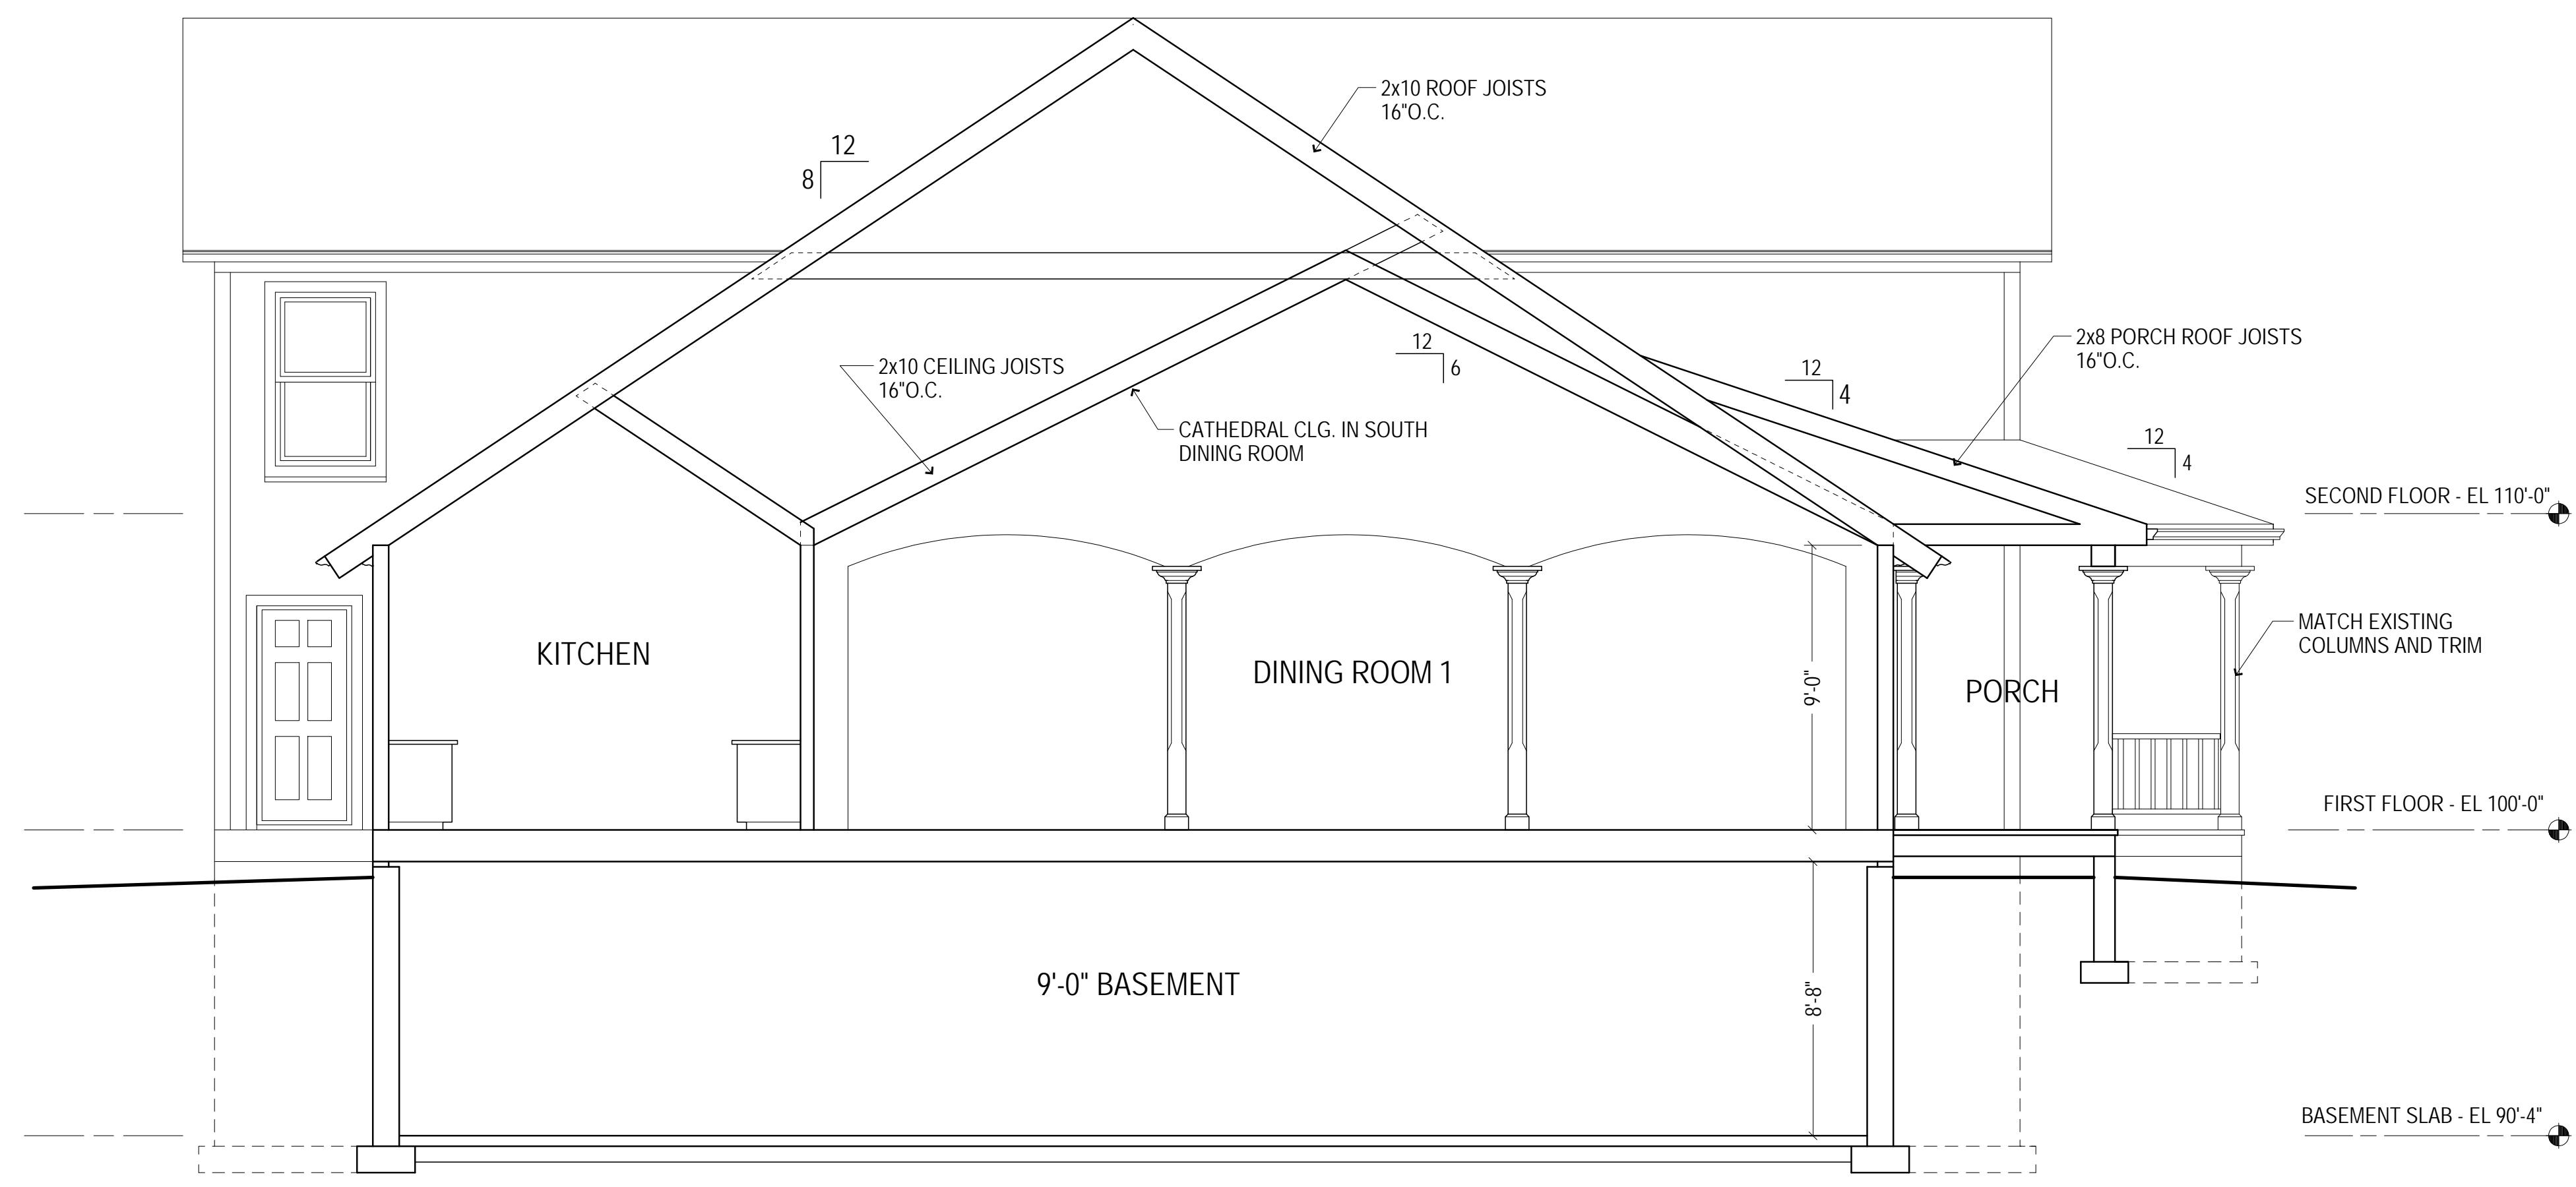 2x10 ROOF JOISTS
16"O.C.
12
8
12
6
2x10 CEILING JOISTS
16"O.C.
CATHEDRAL CLG. IN SOUTH
DINING ROOM
12
4
2x8 PORCH ROOF JOISTS
16"O.C.
12
4
SECOND FLOOR - EL 110'-0"
MATCH EXISTING
COLUMNS AND TRIM
KITCHEN
DINING ROOM 1
9'-0"
PORCH
FIRST FLOOR - EL 100'-0"
9'-0" BASEMENT
8'-8"
BASEMENT SLAB - EL 90'-4"